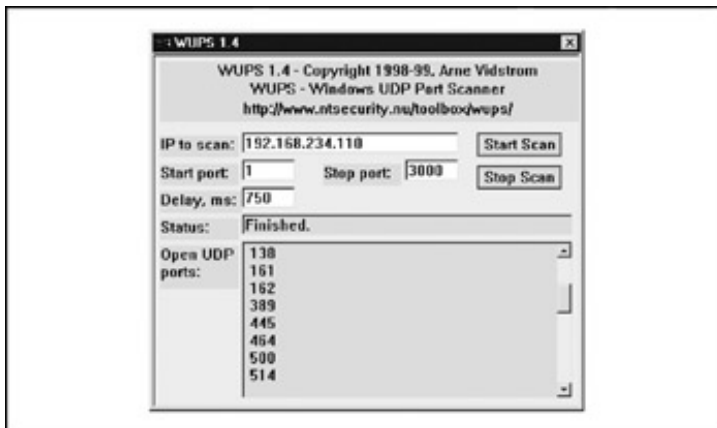 WUPS 1.4
WUPS 1.4 - Copyright 1998-99, Arne Vidstrom
WUPS - Windows UDP Port Scanner
http://www.ntsecurity.nu/toolbox/wups/
IP to scan: 192.168.234.110 Start Scan
Start port: 1 Stop port: 3000 Stop Scan
Delay, ms: 750
Status: Finished.
Open UDP ports:
138
161
162
389
445
464
500
514